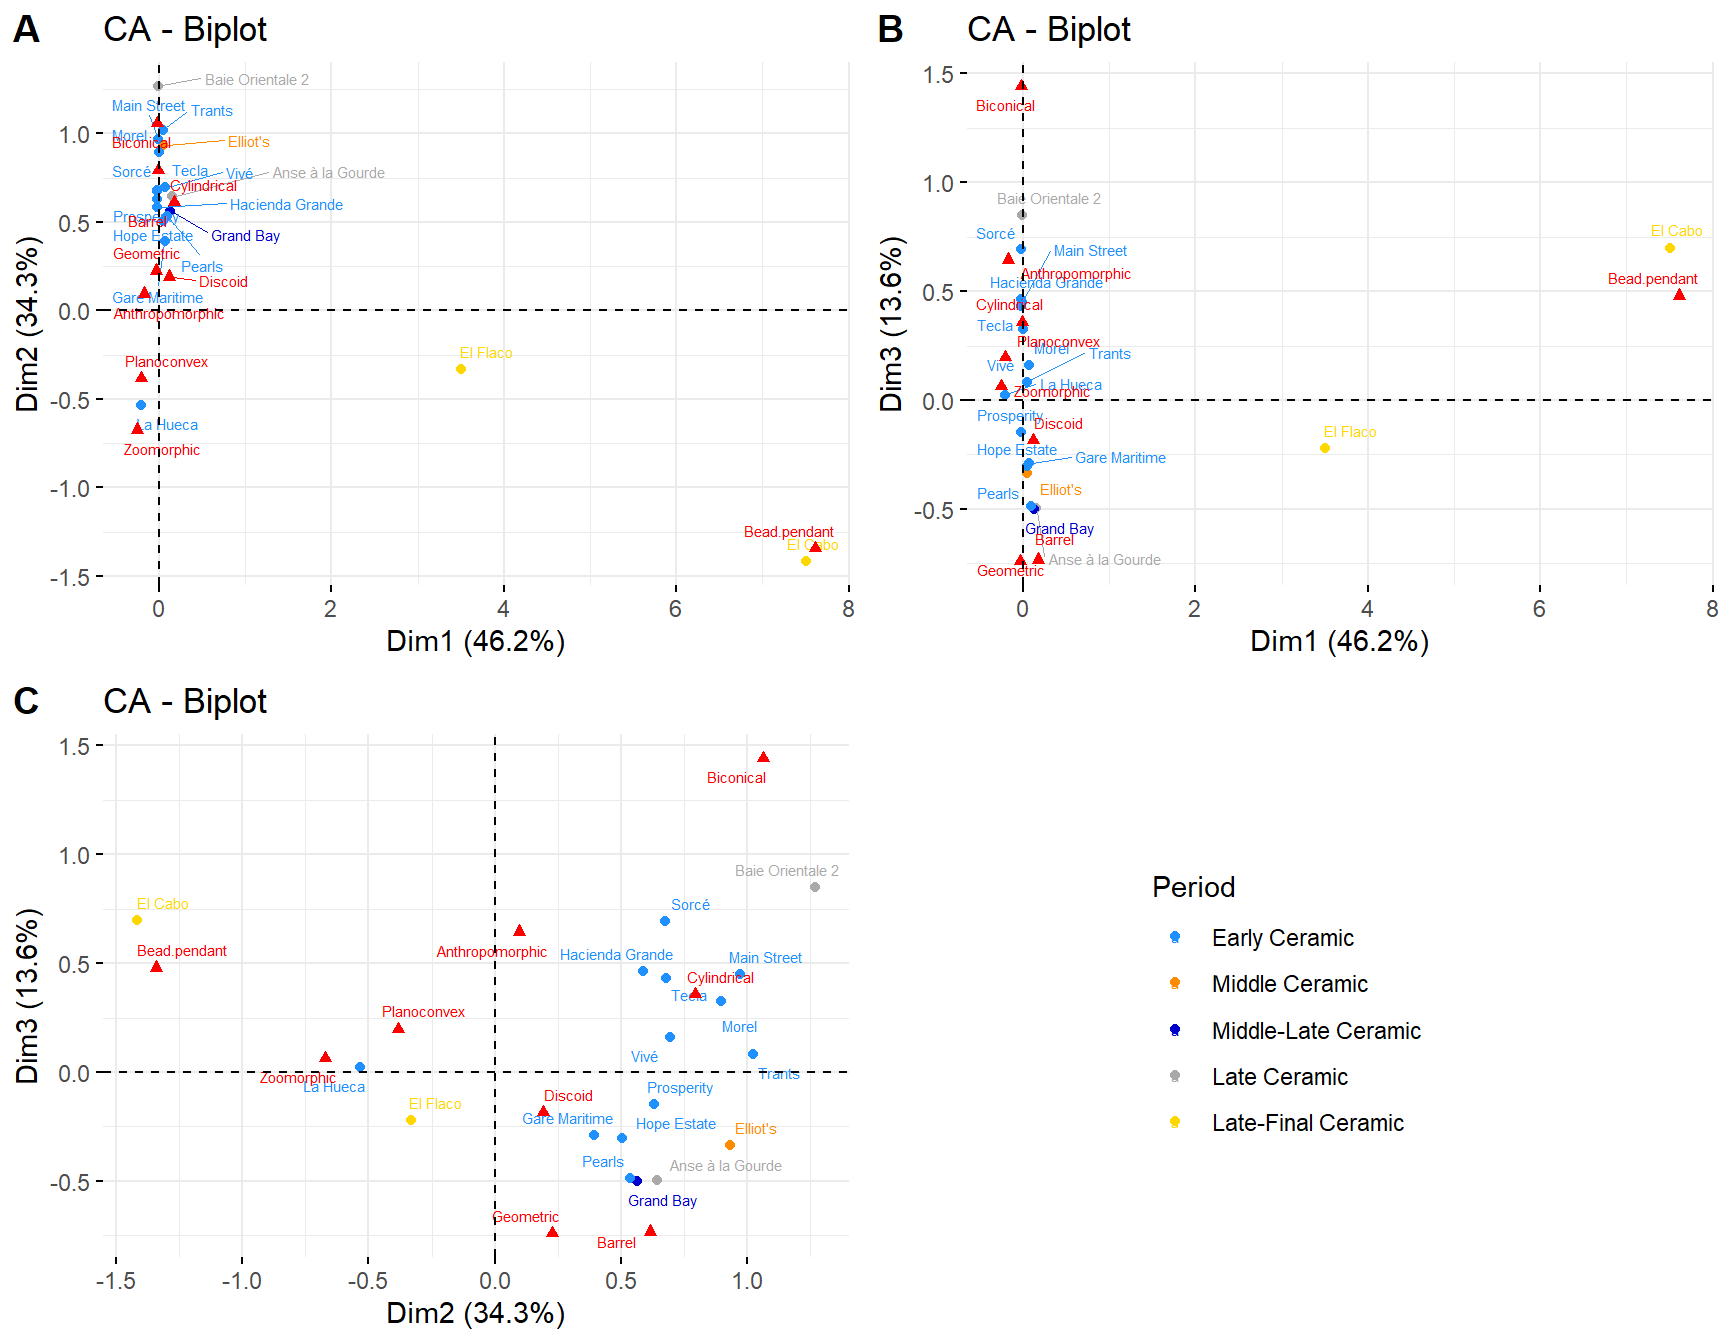 A CA - Biplot
Baie Orientale 2
Main Street
Trants
Morel
Biconical
Elliot's
Sorcé
Tecla
Vivé
Anse à la Gourde
Cylindrical
Hacienda Grande
Prosperity
Barrel
Hope Estate
Grand Bay
Geometric
Pearls
Discoid
Gare Maritime
Anthropomorphic
Planoconvex
El Flaco
La Hueca
Zoomorphic
Bead.pendant
El Cabo
1.0
0.5
0.0
-0.5
-1.0
-1.5
Dim2 (34.3%)
0 2 4 6 8
Dim1 (46.2%)
B CA - Biplot
Biconical
Baie Orientale 2
Sorcé
El Cabo
Main Street
Anthropomorphic
Bead.pendant
Hacienda Grande
Cylindrical
Tecla
Planoconvex
Morel
Trants
Vivé
La Hueca
Zoomorphic
Prosperity
Discoid
El Flaco
Hope Estate
Gare Maritime
Pearls
Elliot's
Grand Bay
Barrel
Anse à la Gourde
Geometric
1.5
1.0
0.5
0.0
-0.5
Dim3 (13.6%)
0 2 4 6 8
Dim1 (46.2%)
C CA - Biplot
Biconical
Baie Orientale 2
El Cabo
Sorcé
Bead.pendant
Anthropomorphic
Hacienda Grande
Main Street
Cylindrical
Tecla
Planoconvex
Morel
Vivé
Zoomorphic
La Hueca
Trants
Prosperity
Discoid
El Flaco
Gare Maritime
Hope Estate
Elliot's
Pearls
Anse à la Gourde
Grand Bay
Geometric
Barrel
1.5
1.0
0.5
0.0
-0.5
Dim3 (13.6%)
-1.5 -1.0 -0.5 0.0 0.5 1.0
Dim2 (34.3%)
Period
Early Ceramic
Middle Ceramic
Middle-Late Ceramic
Late Ceramic
Late-Final Ceramic